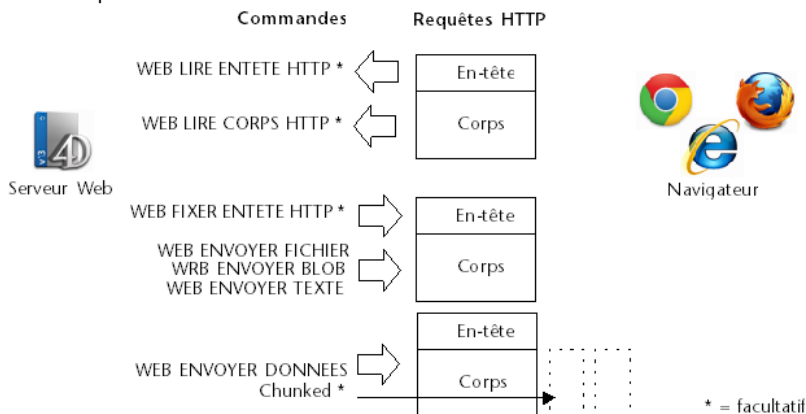 Commandes Requêtes HTTP
WEB LIRE ENTETE HTTP *
En-tête
WEB LIRE CORPS HTTP *
Corps
v13
4D
Serveur Web
Navigateur
WEB FIXER ENTETE HTTP *
En-tête
WEB ENVOYER FICHIER
WRB ENVOYER BLOB
WEB ENVOYER TEXTE
Corps
En-tête
WEB ENVOYER DONNEES
Chunked *
Corps
* = facultatif